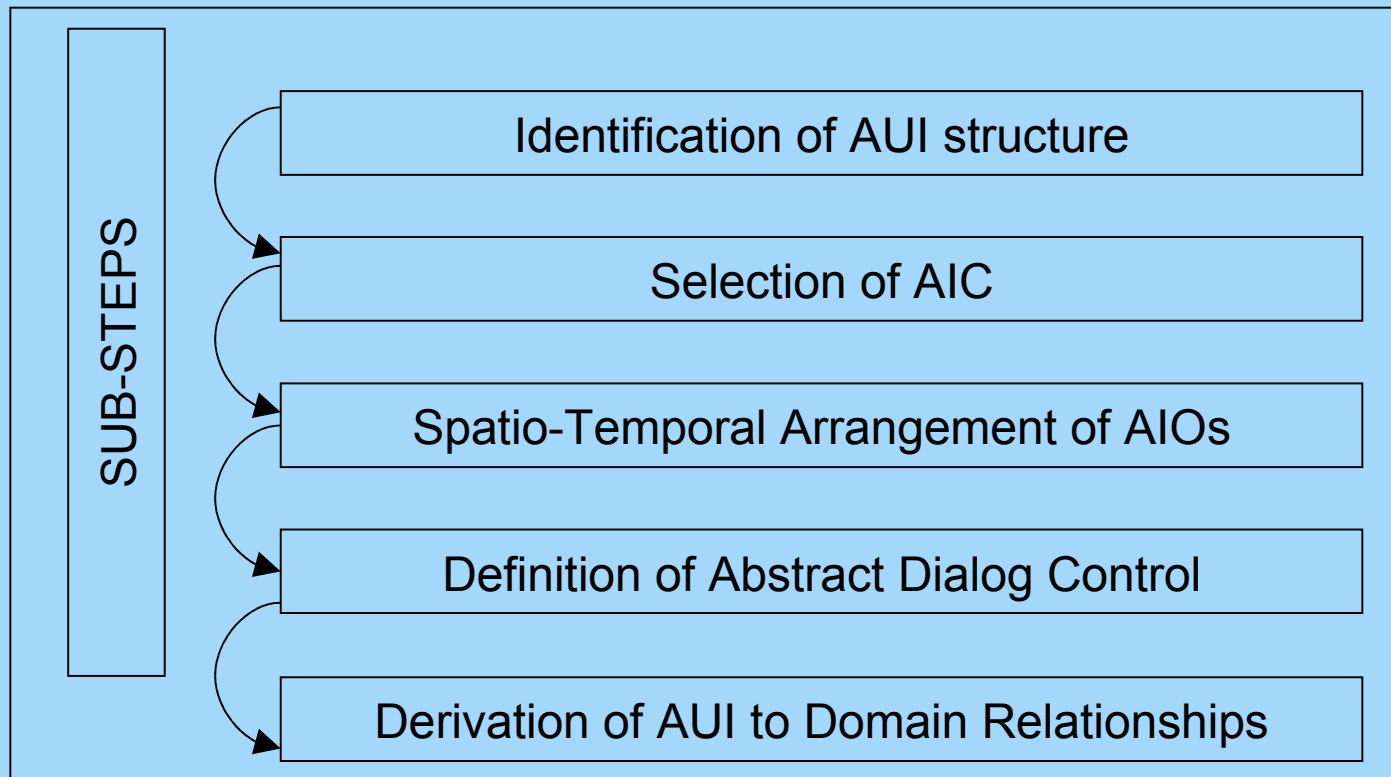 SUB-STEPS
Identification of AUI structure
Selection of AIC
Spatio-Temporal Arrangement of AIOs
Definition of Abstract Dialog Control
Derivation of AUI to Domain Relationships